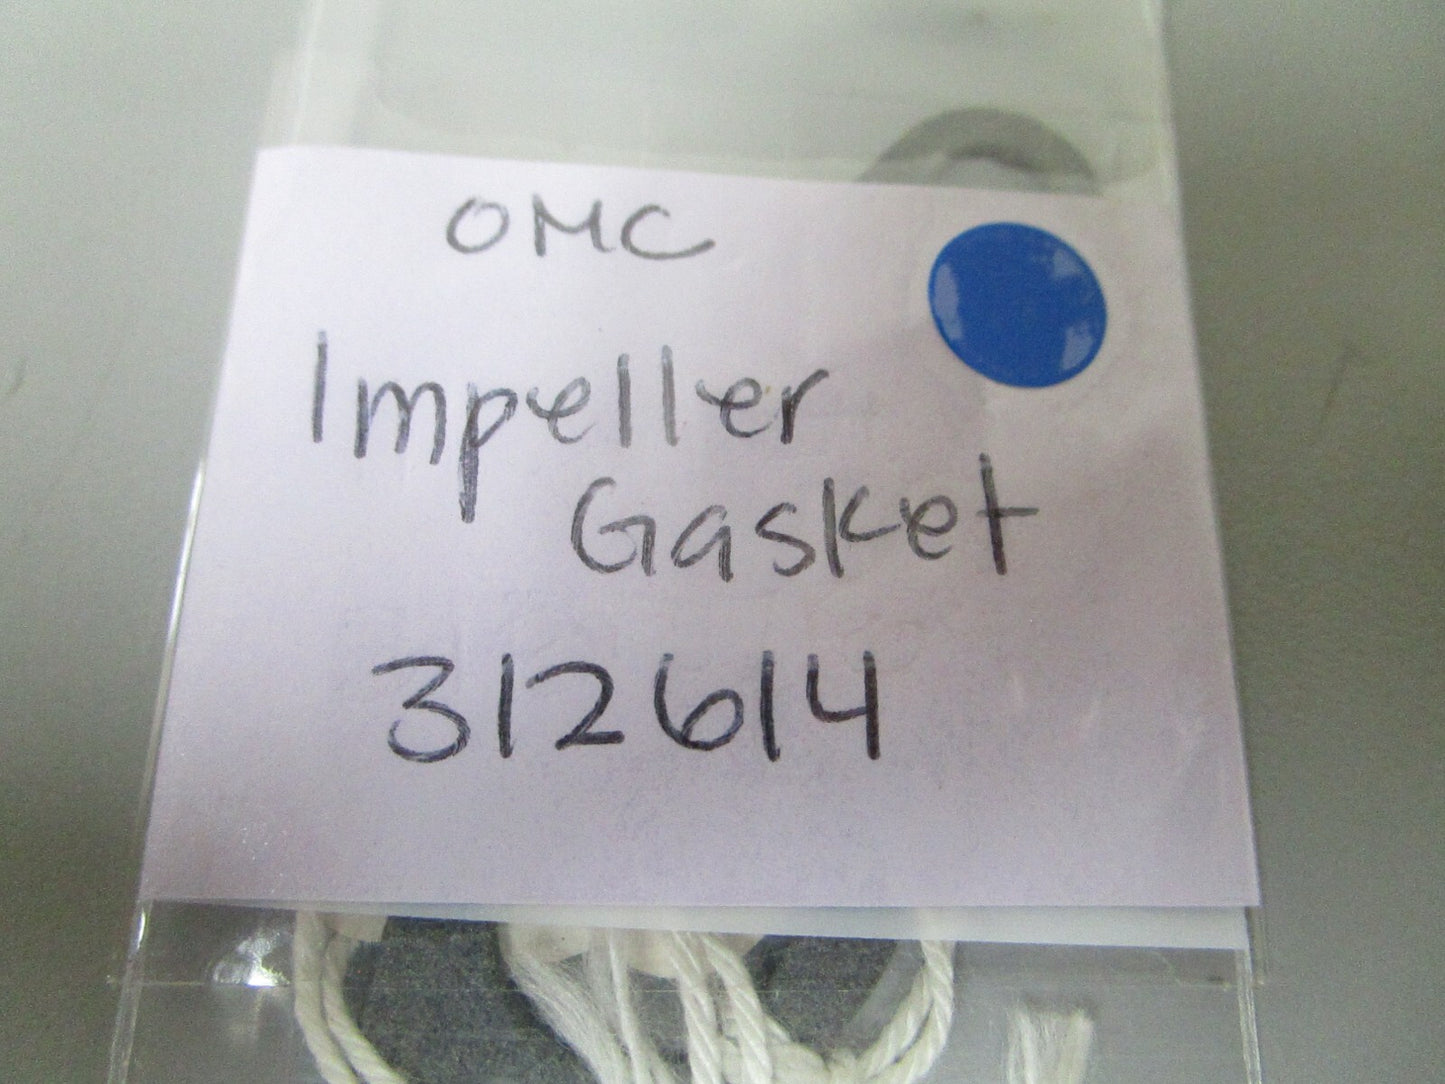 OMC
Impeller
Gasket
312614